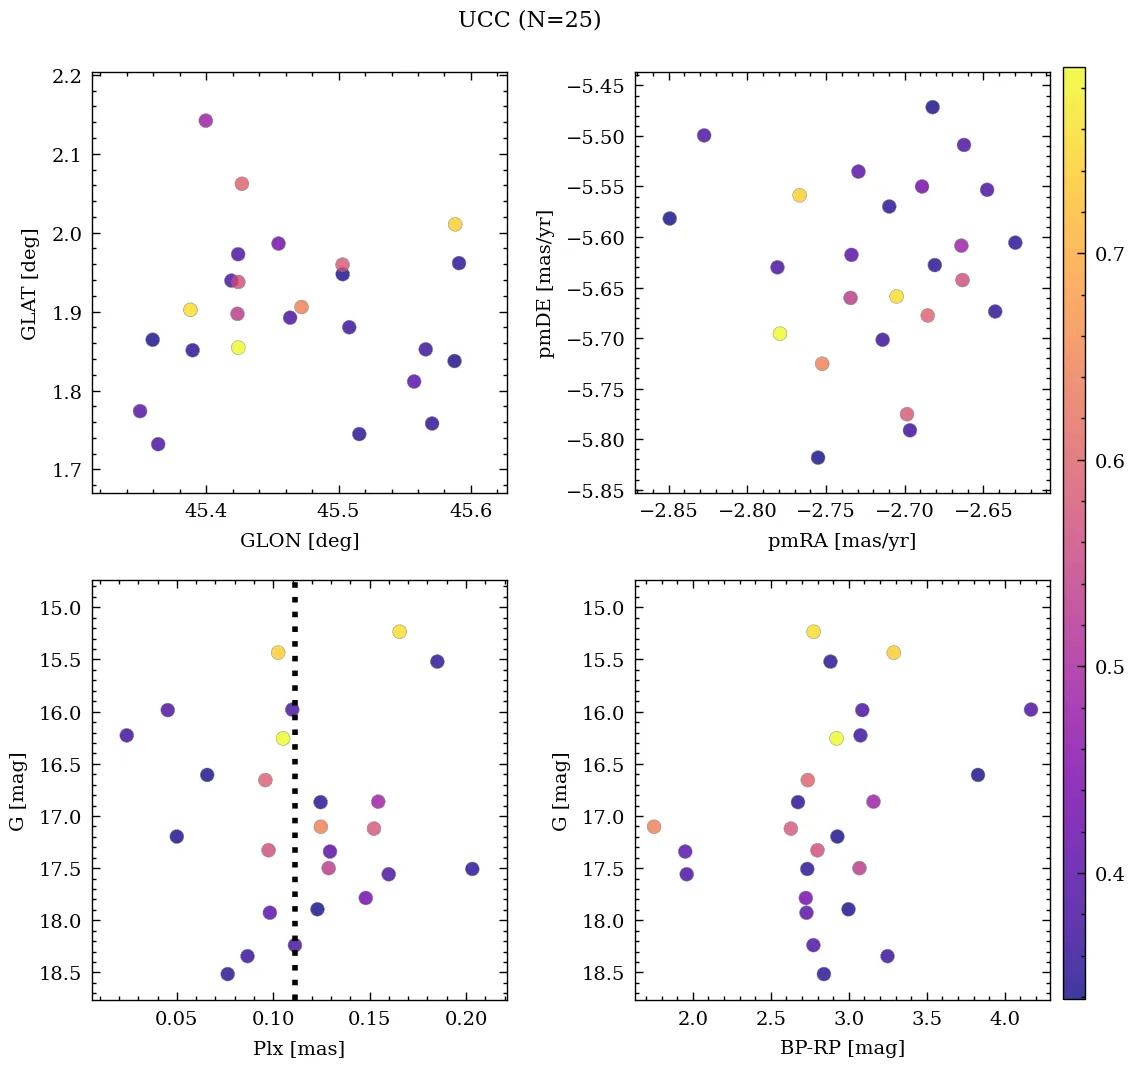 UCC (N=25)
2.2
2.1
2.0
1.9
1.8
1.7
GLAT [deg]
45.4 45.5 45.6
GLON [deg]
−5.45
−5.50
−5.55
−5.60
−5.65
−5.70
−5.75
−5.80
−5.85
pmDE [mas/yr]
−2.85 −2.80 −2.75 −2.70 −2.65
pmRA [mas/yr]
15.0
15.5
16.0
16.5
17.0
17.5
18.0
18.5
G [mag]
0.05 0.10 0.15 0.20
Plx [mas]
15.0
15.5
16.0
16.5
17.0
17.5
18.0
18.5
G [mag]
2.0 2.5 3.0 3.5 4.0
BP-RP [mag]
0.7
0.6
0.5
0.4